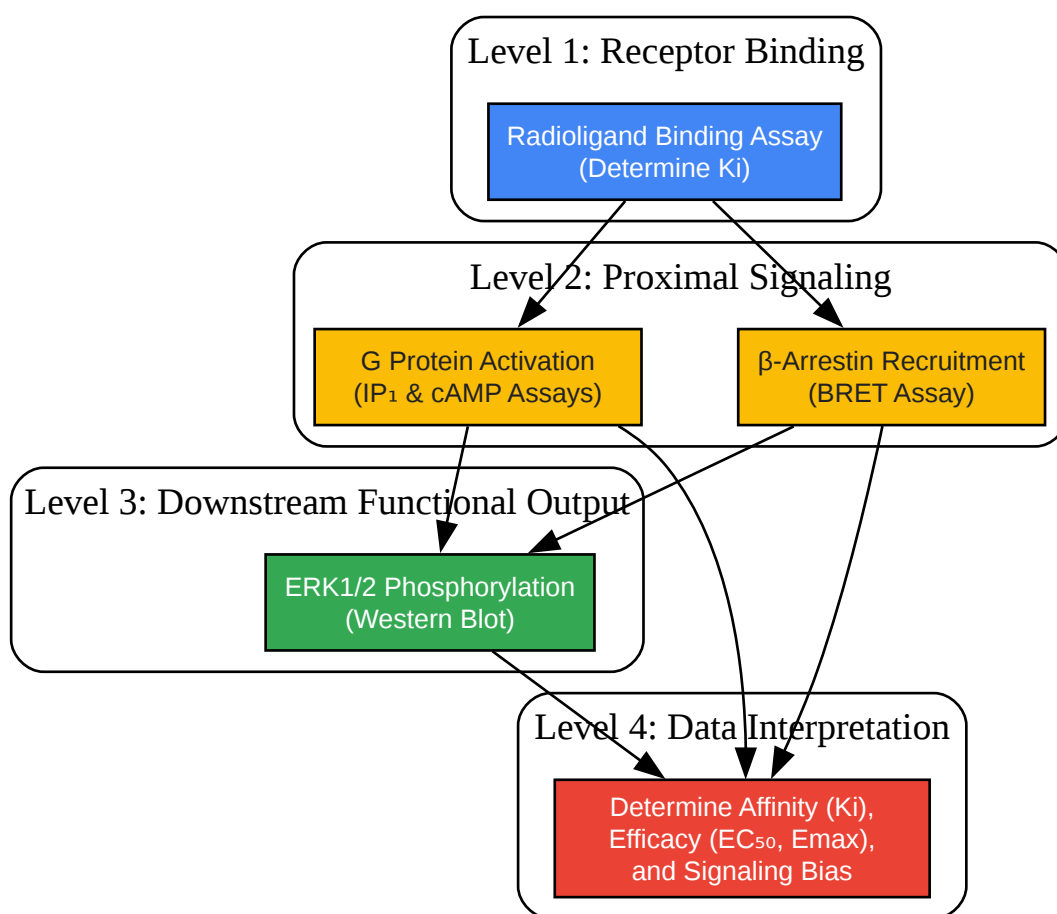 Level 1: Receptor Binding
Radioligand Binding Assay
(Determine Ki)
Level 2: Proximal Signaling
G Protein Activation
(IP₁ & cAMP Assays)
β-Arrestin Recruitment
(BRET Assay)
Level 3: Downstream Functional Output
ERK1/2 Phosphorylation
(Western Blot)
Level 4: Data Interpretation
Determine Affinity (Ki),
Efficacy (EC₅₀, Emax),
and Signaling Bias